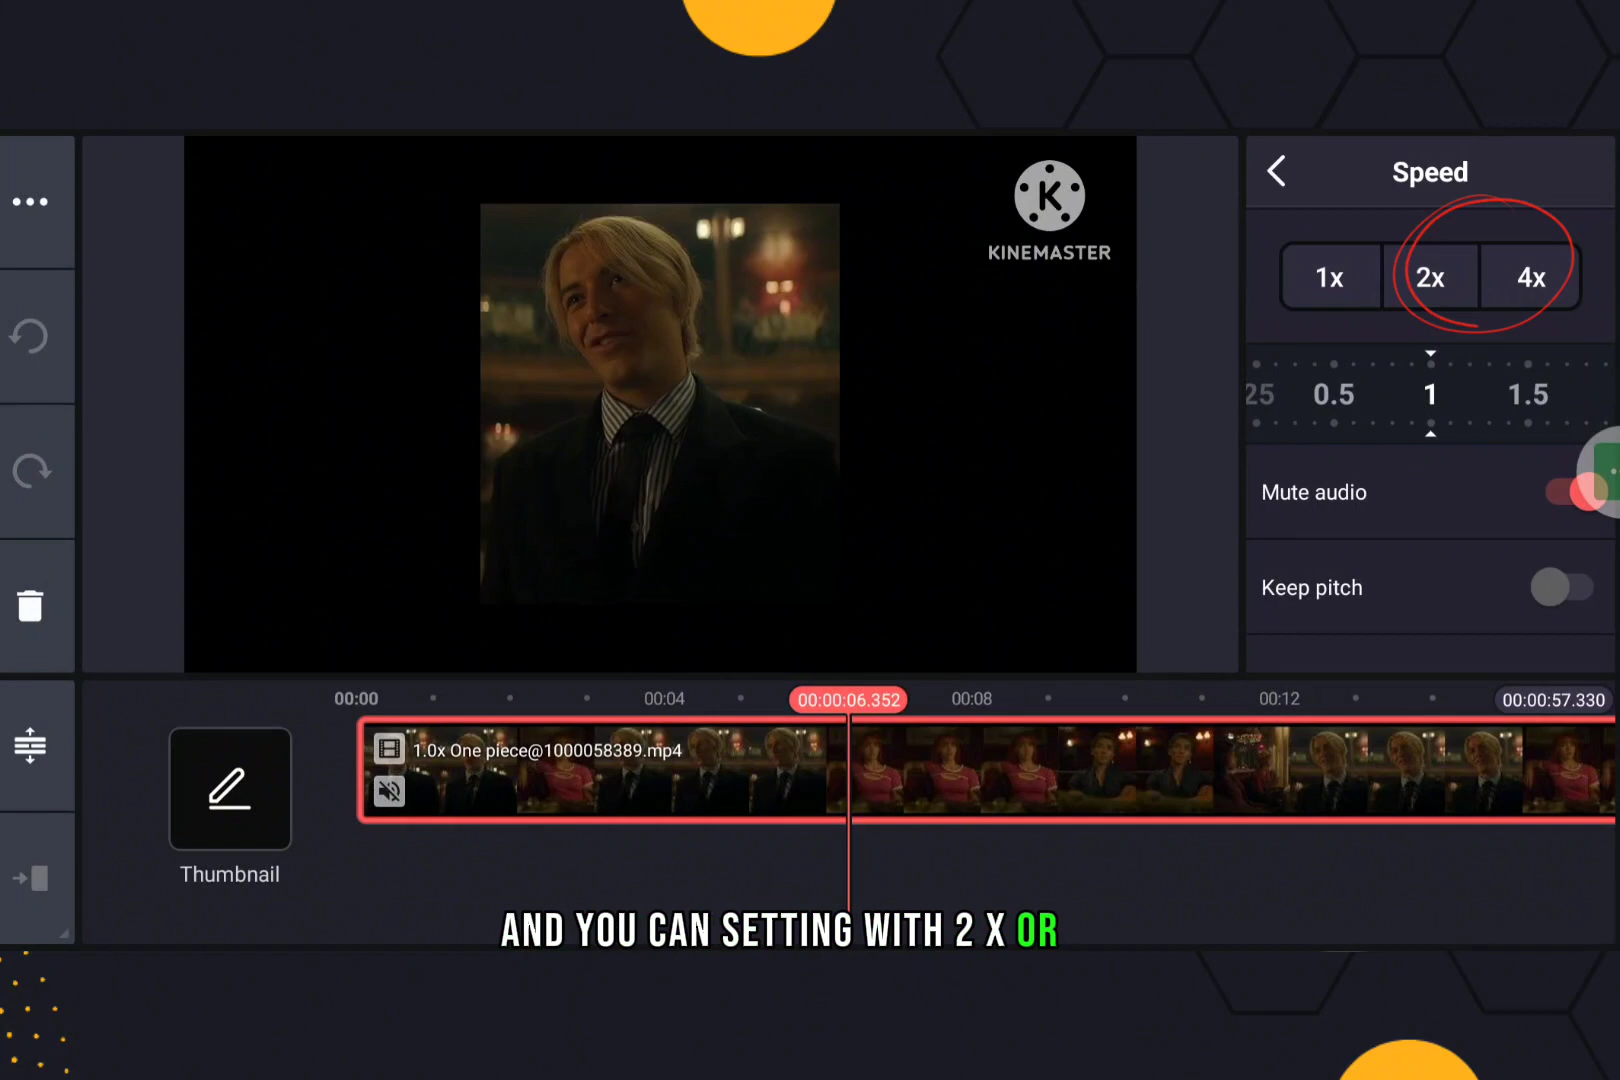 K
KINEMASTER
Speed
1x 2x 4x
25 0.5 1 1.5
Mute audio
Keep pitch
00:00 00:04 00:00:06.352 00:08 00:12 00:00:57.330
1.0x One piece@1000058389.mp4
Thumbnail
AND YOU CAN SETTING WITH 2 X OR